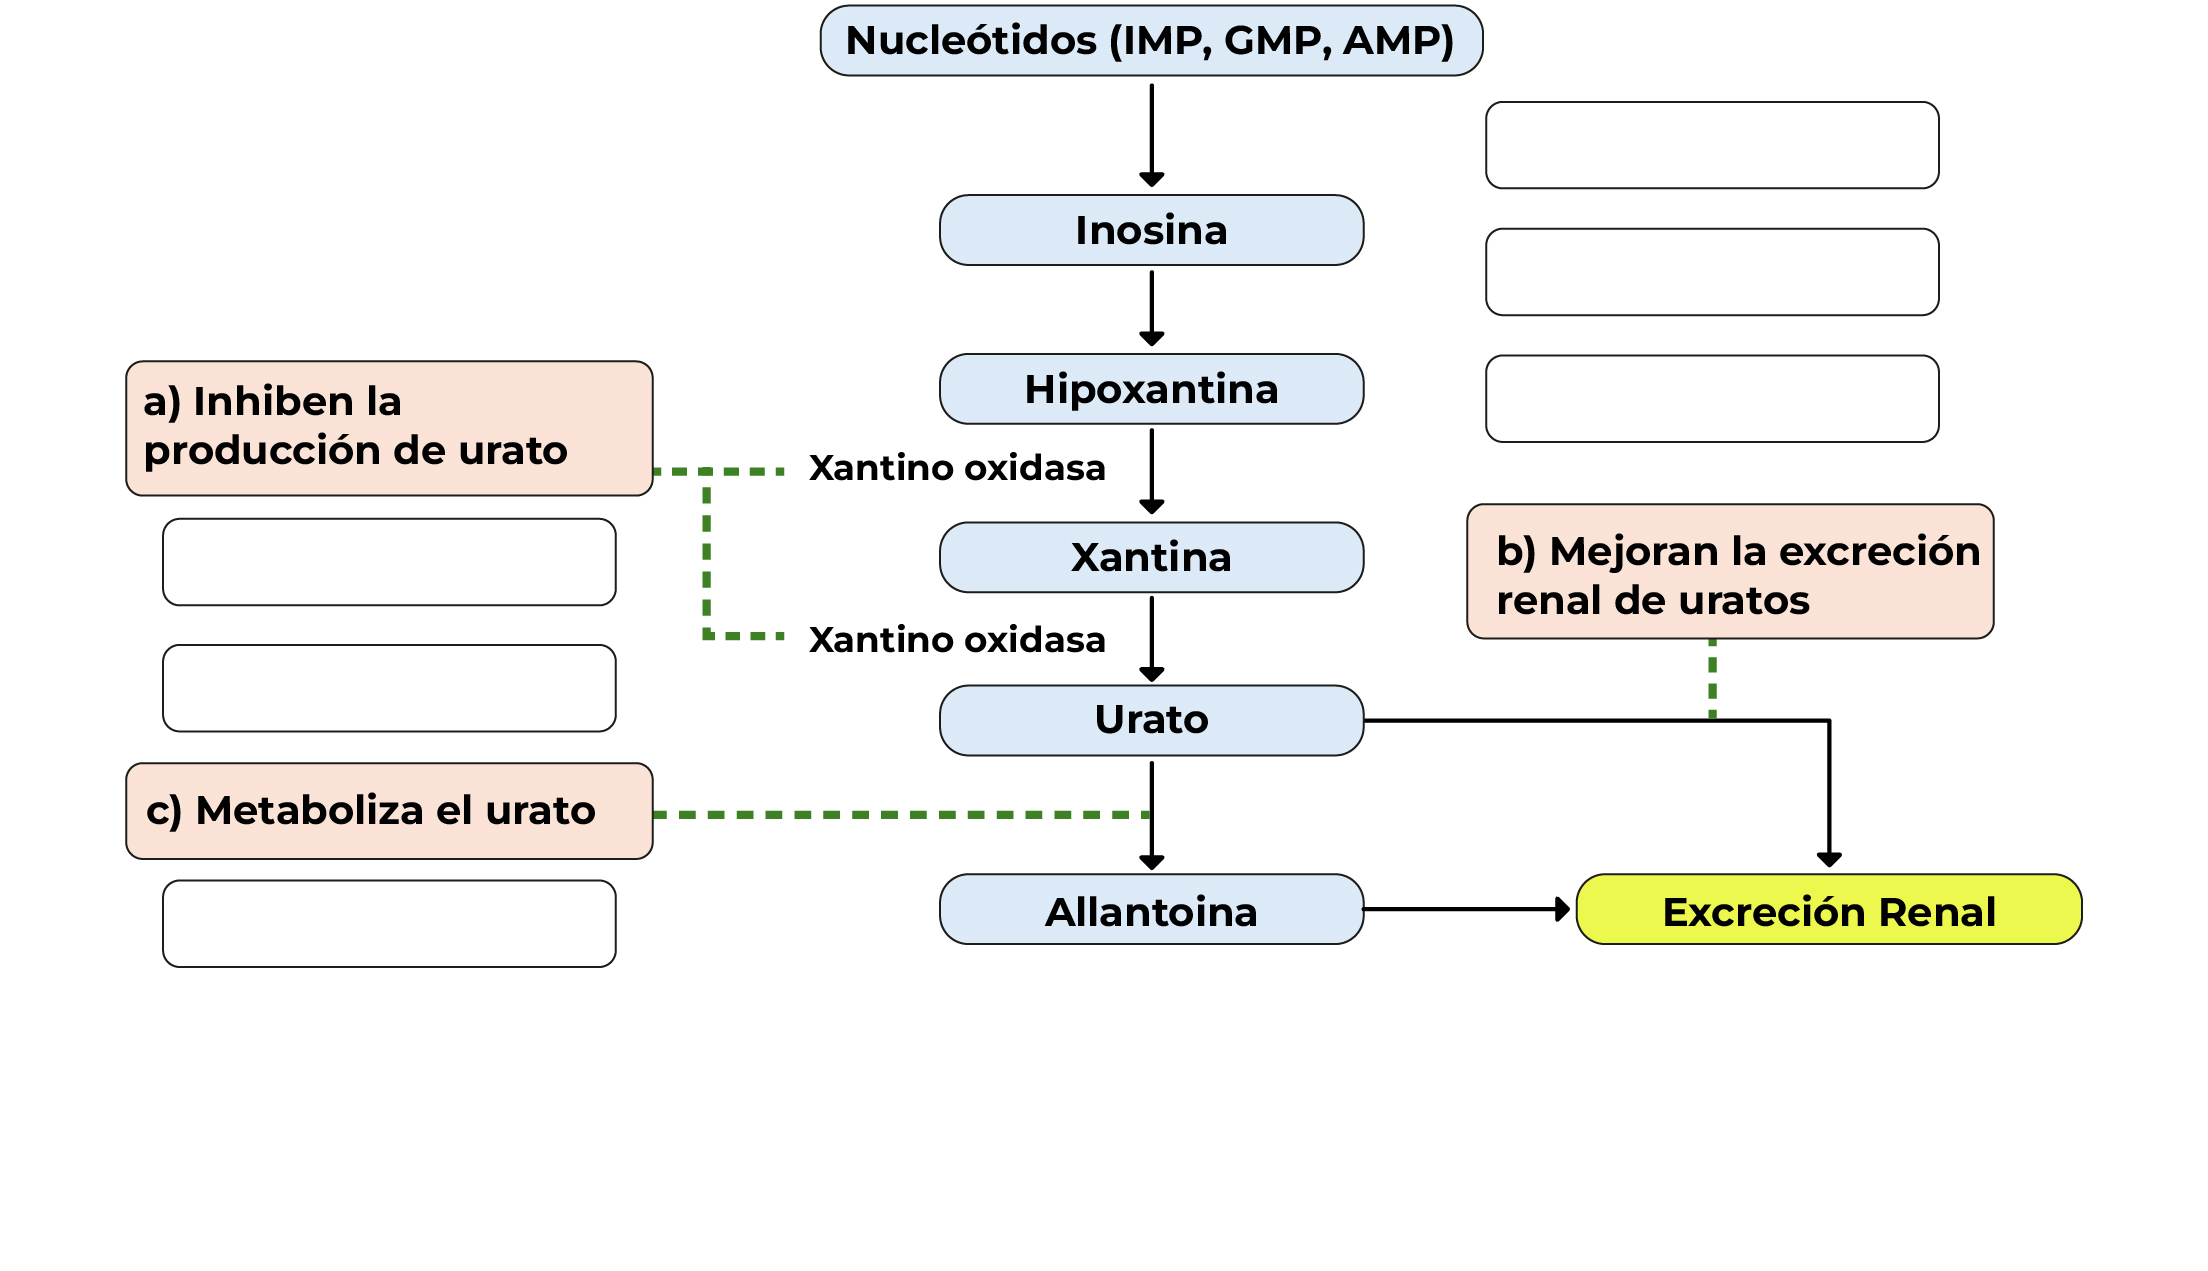 Nucleótidos (IMP, GMP, AMP)
Inosina
Hipoxantina
a) Inhiben la
producción de urato
Xantino oxidasa
Xantina
b) Mejoran la excreción
renal de uratos
Xantino oxidasa
Urato
c) Metaboliza el urato
Allantoina
Excreción Renal